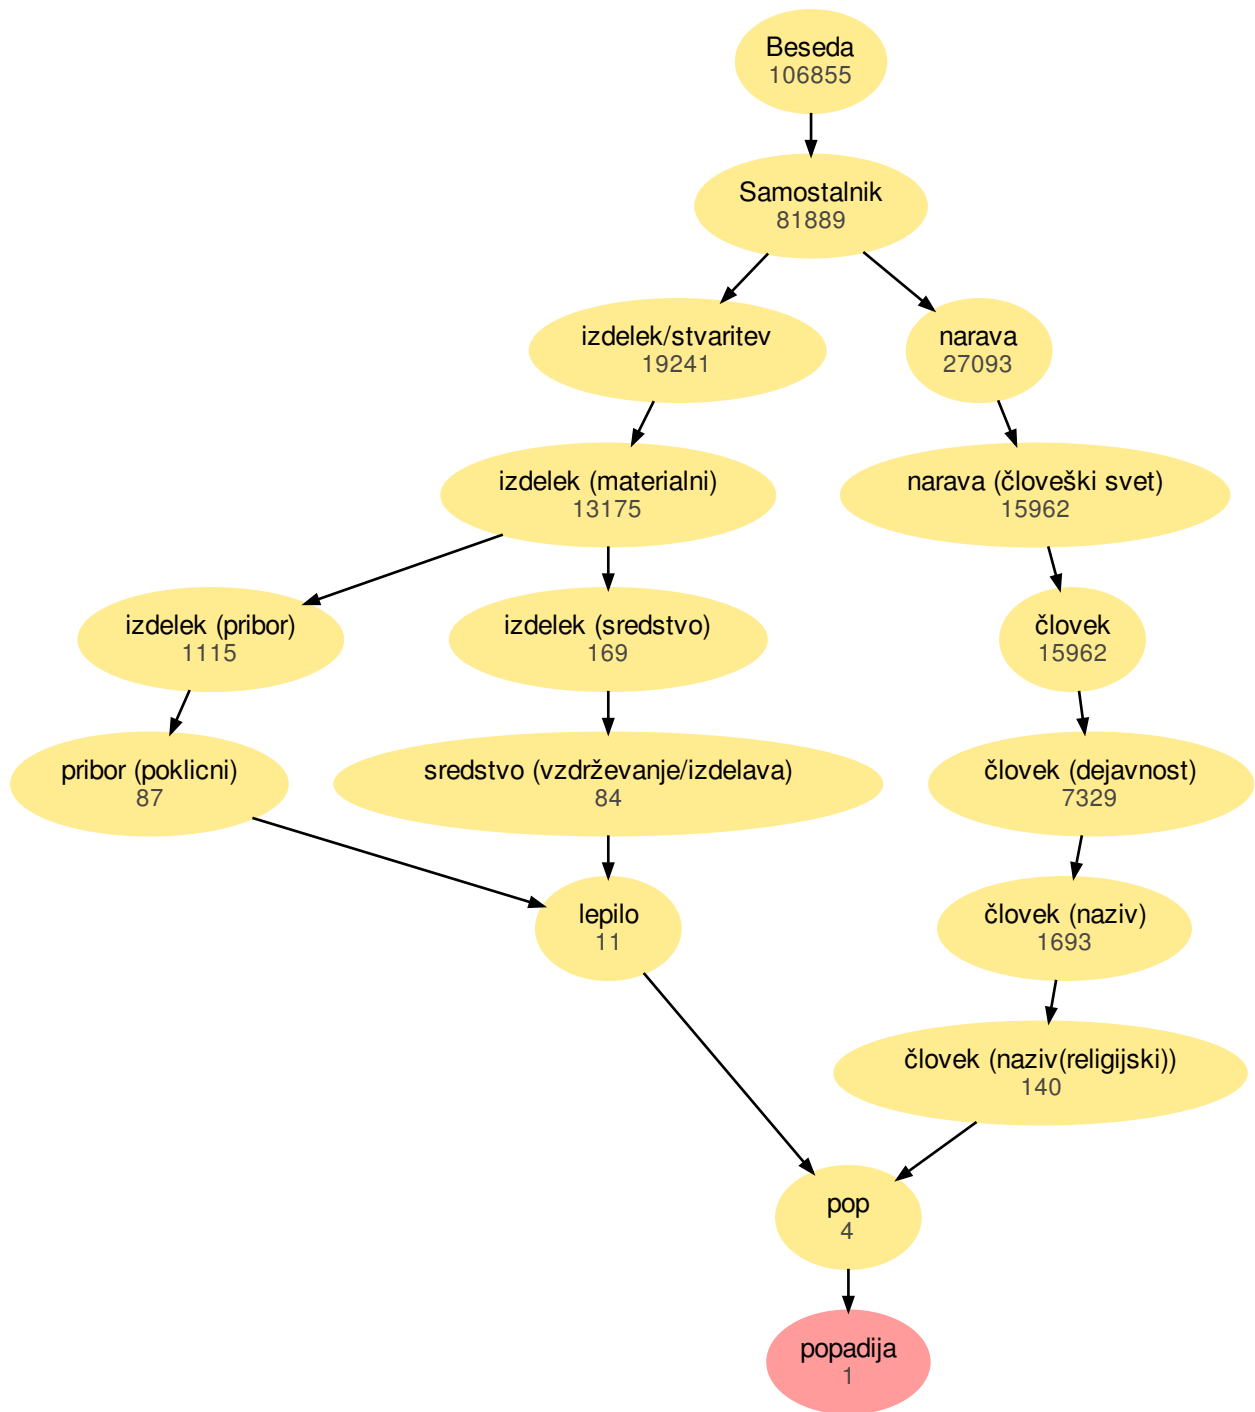 Beseda
106855
Samostalnik
81889
izdelek/stvaritev
19241
narava
27093
izdelek (materialni)
13175
narava (človeški svet)
15962
izdelek (pribor)
1115
izdelek (sredstvo)
169
človek
15962
pribor (poklicni)
87
sredstvo (vzdrževanje/izdelava)
84
človek (dejavnost)
7329
lepilo
11
človek (naziv)
1693
človek (naziv(religijski))
140
pop
4
popadija
1